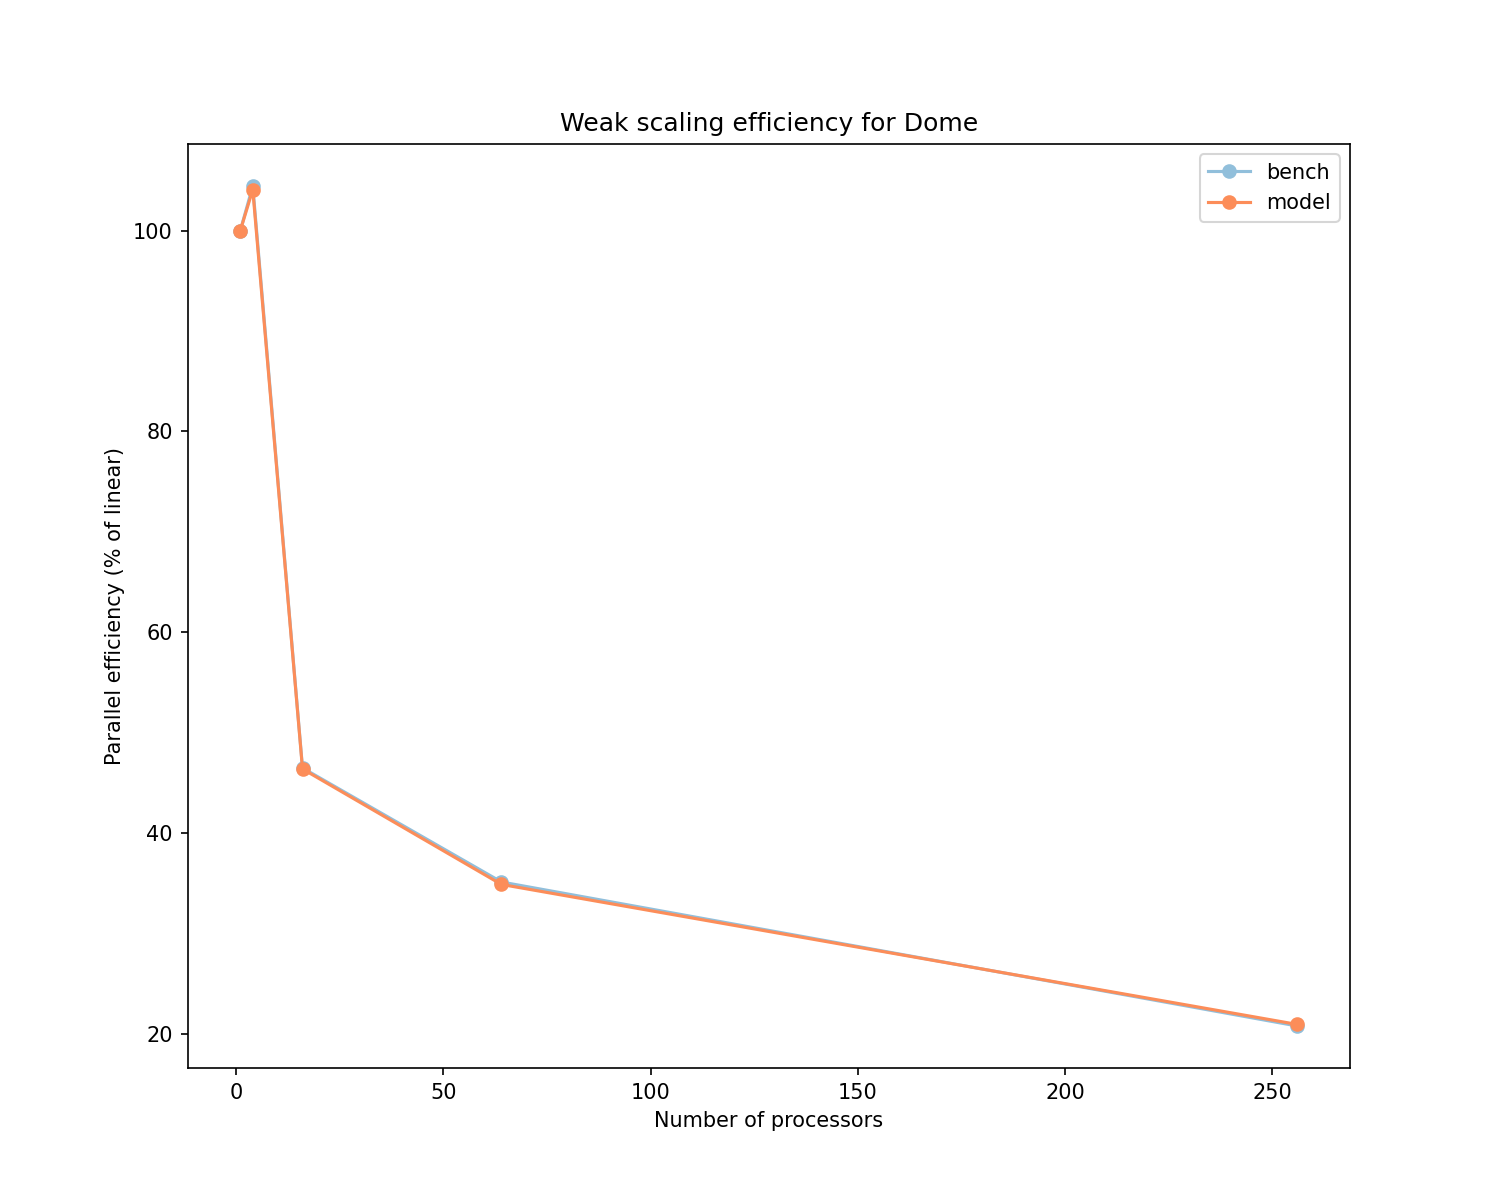 Weak scaling efficiency for Dome
bench
model
Parallel efficiency (% of linear)
100
80
60
40
20
0 50 100 150 200 250
Number of processors